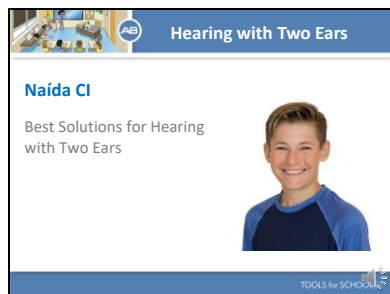 AB
Hearing with Two Ears
Naída CI
Best Solutions for Hearing
with Two Ears
TOOLS for SCHOOLS